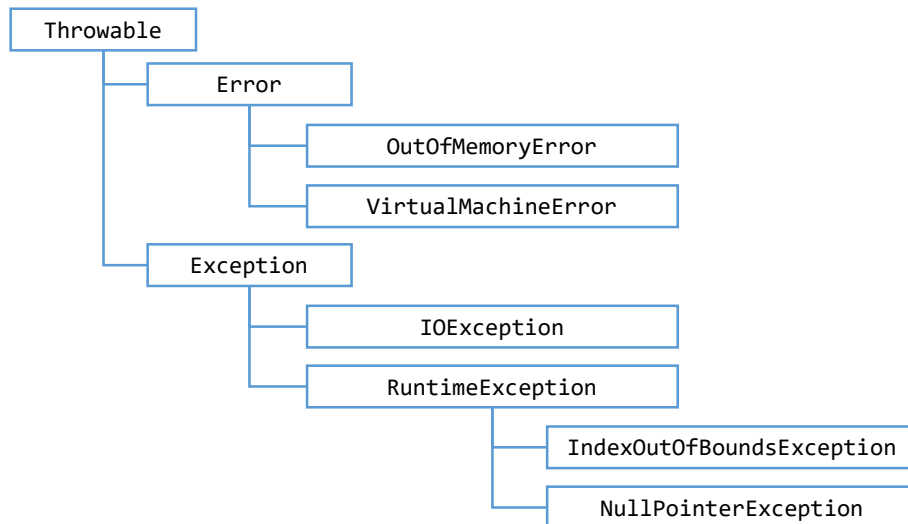 Throwable
Error
OutOfMemoryError
VirtualMachineError
Exception
IOException
RuntimeException
IndexOutOfBoundsException
NullPointerException